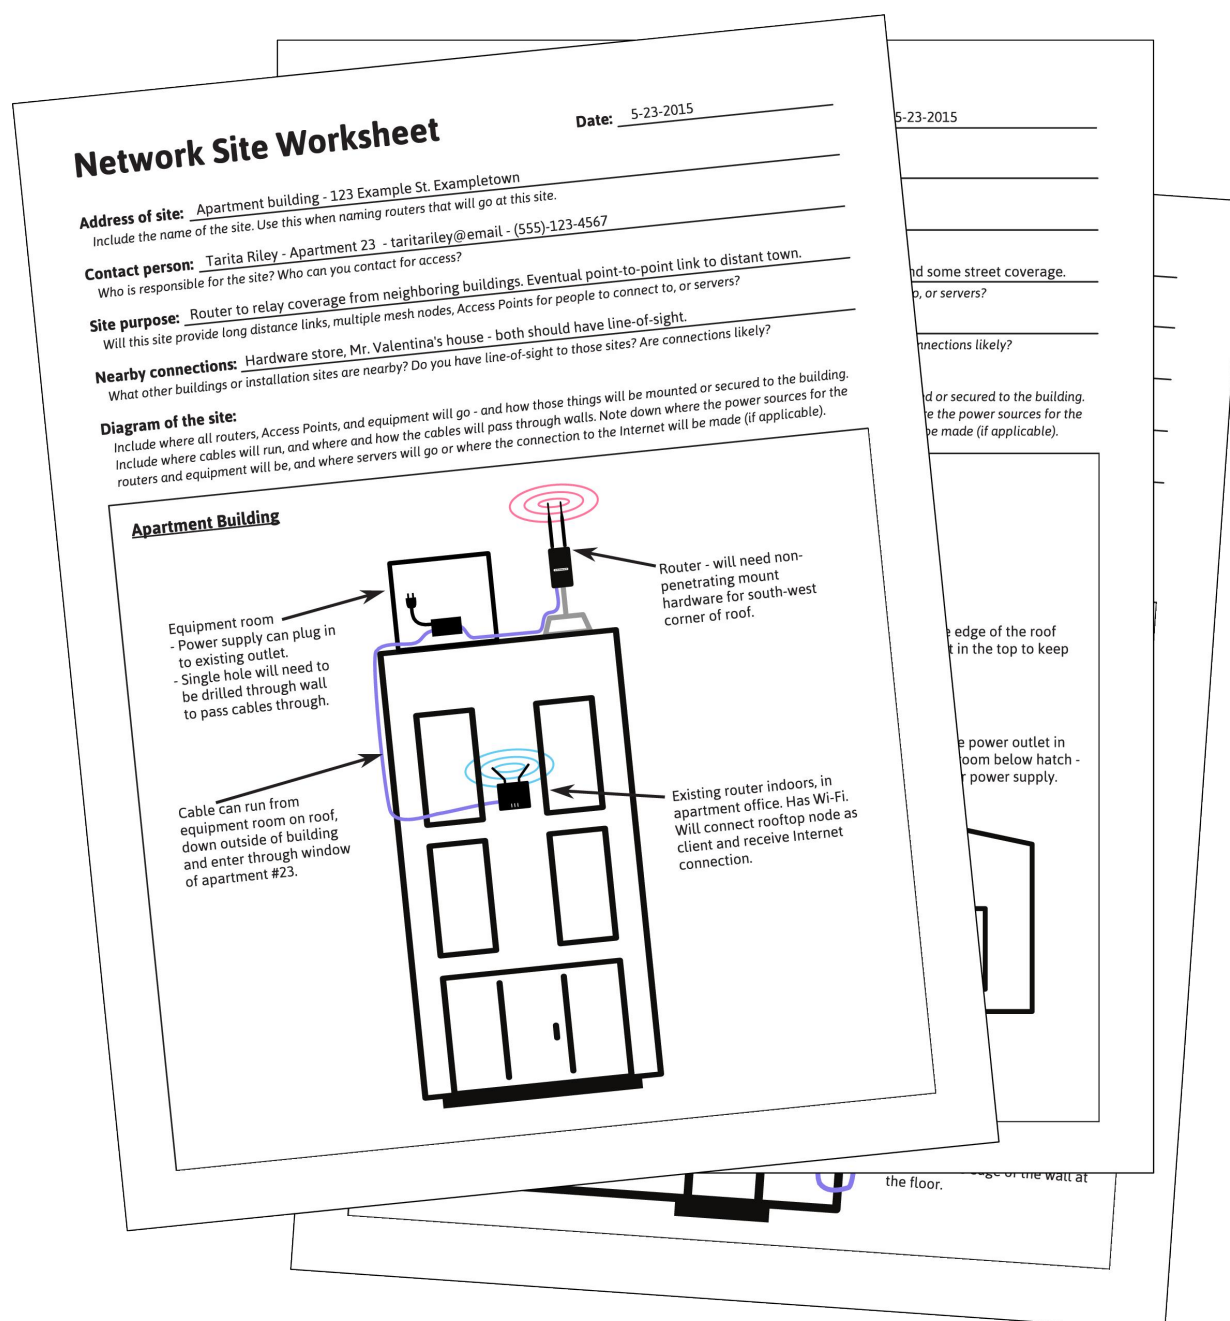 Network Site Worksheet
Date: 5-23-2015
Address of site: Apartment building - 123 Example St. Exampletown
Include the name of the site. Use this when naming routers that will go at this site.
Contact person: Tarita Riley - Apartment 23 - taritariley@email - (555)-123-4567
Who is responsible for the site? Who can you contact for access?
Site purpose: Router to relay coverage from neighboring buildings. Eventual point-to-point link to distant town.
Will this site provide long distance links, multiple mesh nodes, Access Points for people to connect to, or servers?
Nearby connections: Hardware store, Mr. Valentina's house - both should have line-of-sight.
What other buildings or installation sites are nearby? Do you have line-of-sight to those sites? Are connections likely?
Diagram of the site:
Include where all routers, Access Points, and equipment will go - and how those things will be mounted or secured to the building.
Include where cables will run, and where and how the cables will pass through walls. Note down where the power sources for the
routers and equipment will be, and where servers will go or where the connection to the Internet will be made (if applicable).
Apartment Building
Router - will need non-
penetrating mount
hardware for south-west
corner of roof.
Equipment room
- Power supply can plug in
to existing outlet.
- Single hole will need to
be drilled through wall
to pass cables through.
Cable can run from
equipment room on roof,
down outside of building
and enter through window
of apartment #23.
Existing router indoors, in
apartment office. Has Wi-Fi.
Will connect rooftop node as
client and receive Internet
connection.
5-23-2015
some street coverage.
or servers?
likely?
or secured to the building.
the power sources for the
made (if applicable).
edge of the roof
in the top to keep
power outlet in
below hatch -
power supply.
of the wall at
the floor.